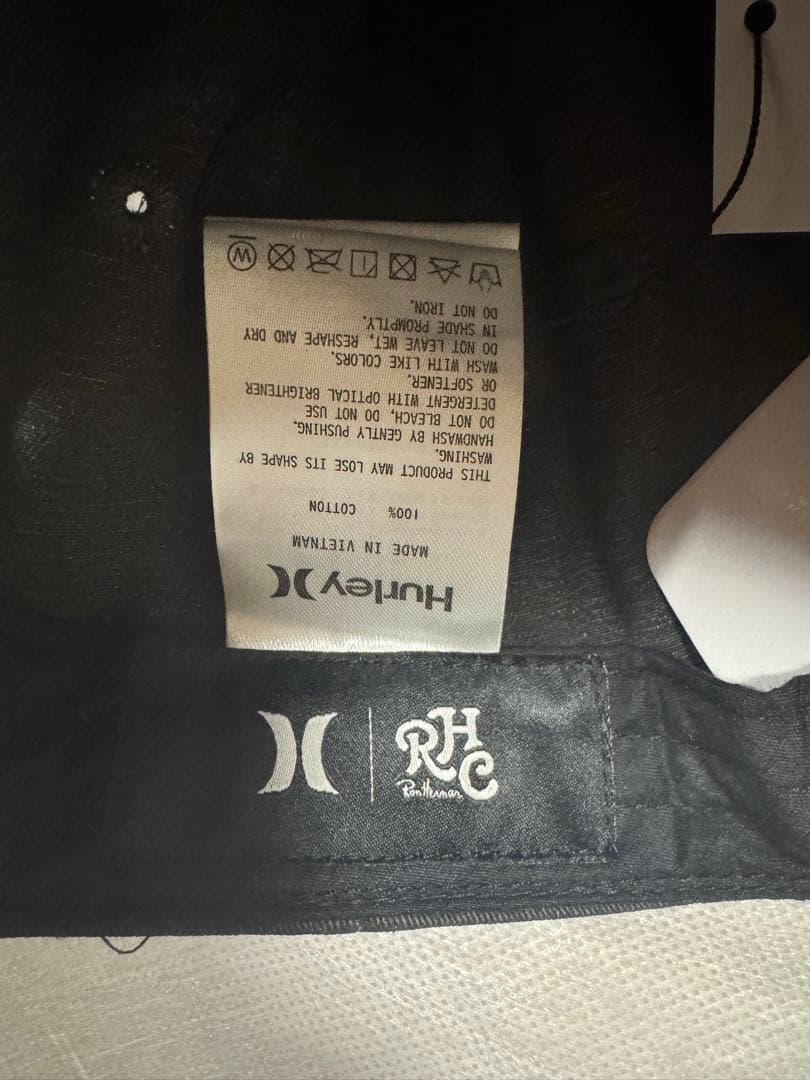 Hurley
MADE IN VIETNAM
100% COTTON
THIS PRODUCT MAY LOSE ITS SHAPE BY
WASHING.
HANDWASH BY GENTLY PUSHING.
DO NOT BLEACH, DO NOT USE
DETERGENT WITH OPTICAL BRIGHTENER
OR SOFTENER.
WASH WITH LIKE COLORS.
DO NOT LEAVE WET, RESHAPE AND DRY
IN SHADE PROMPTLY.
DO NOT IRON.
W
RHC
Ron Herman